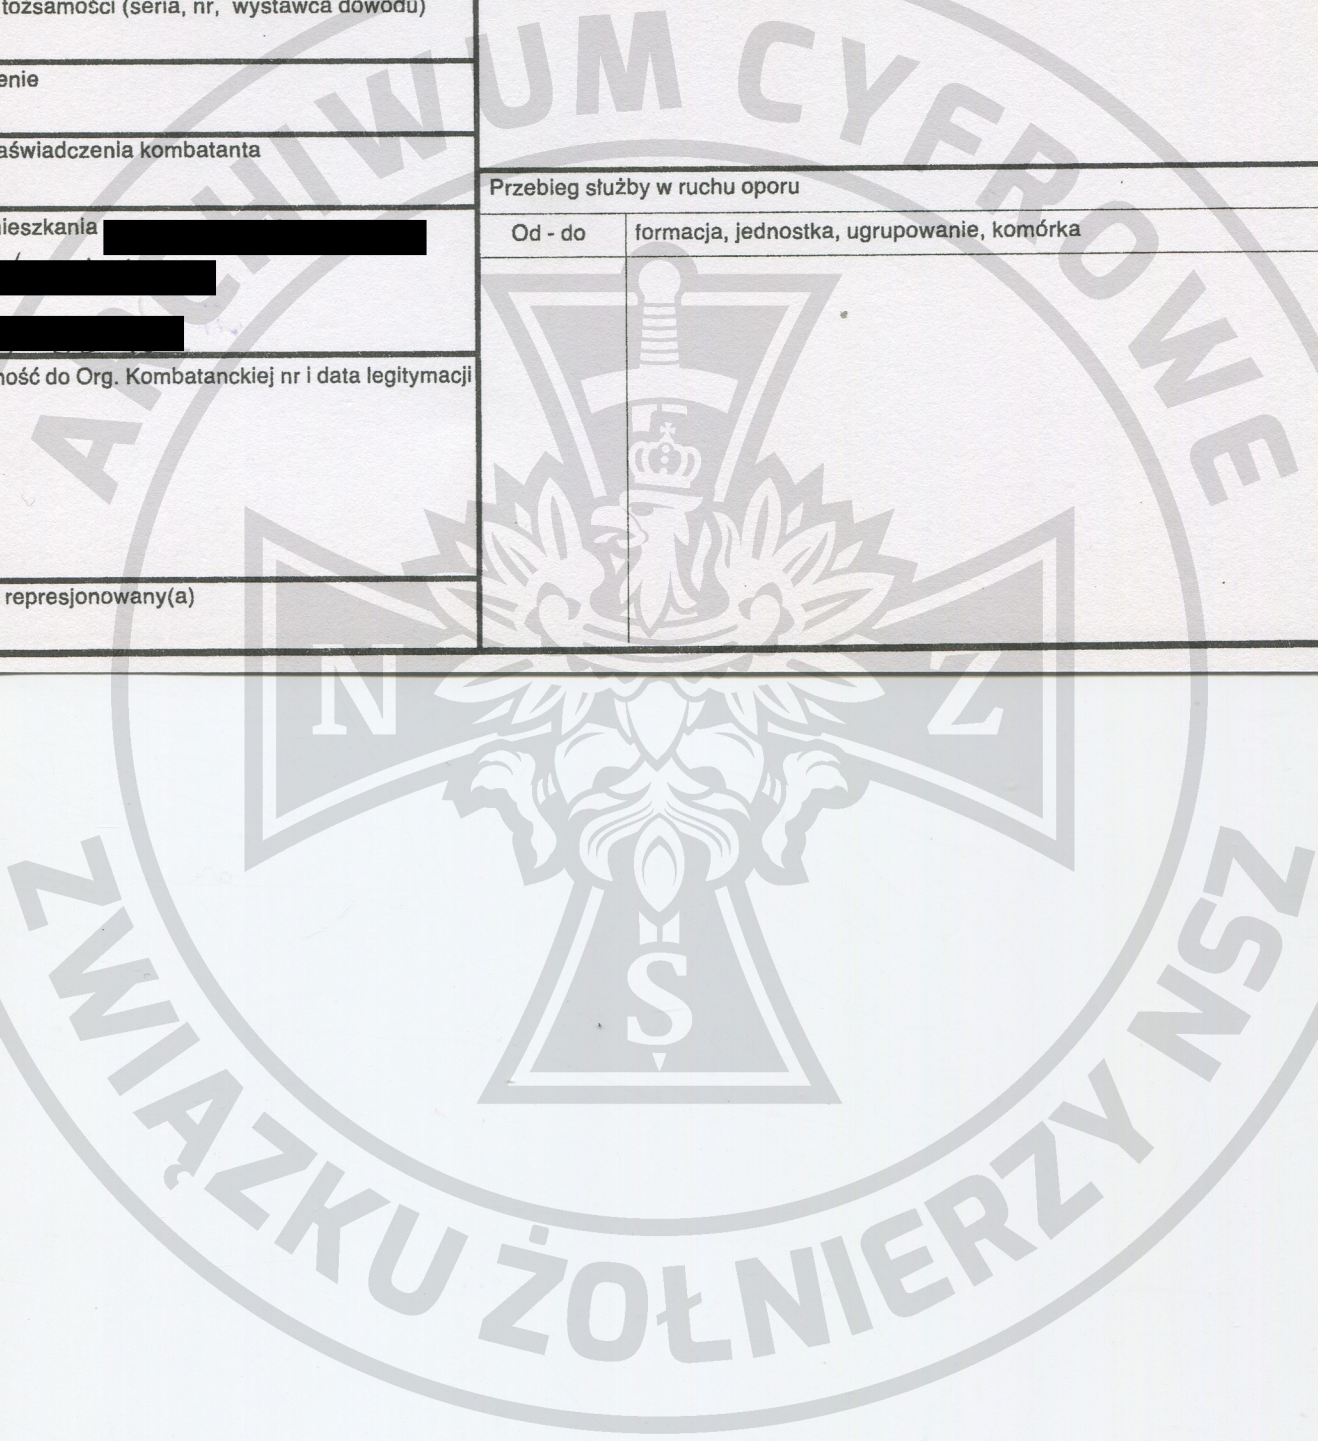 tożsamości (seria, nr, wystawca dowodu)
enie
aświadczenia kombatanta
ieszkania
ność do Org. Kombatanckiej nr i data legitymacji
represjonowany(a)
Przebieg służby w ruchu oporu
Od - do
formacja, jednostka, ugrupowanie, komórka
ARCHIWUM CYFROWE
N Z
S
ZWIĄZKU ŻOŁNIERZY NSZ